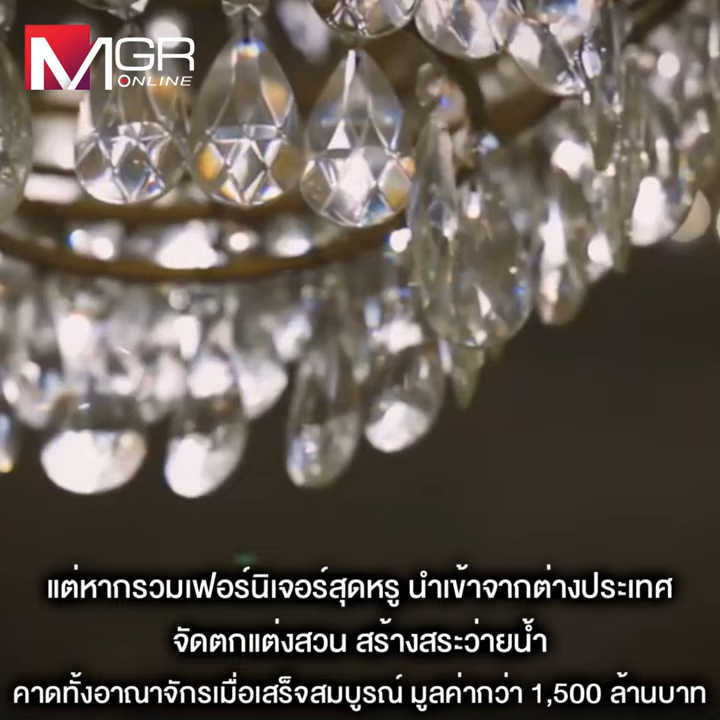 MGR
ONLINE
แต่หากรวมเฟอร์นิเจอร์สุดหรู นำเข้าจากต่างประเทศ
จัดตกแต่งสวน สร้างสระว่ายน้ำ
คาดทั้งอาณาจักรเมื่อเสร็จสมบูรณ์ มูลค่ากว่า 1,500 ล้านบาท